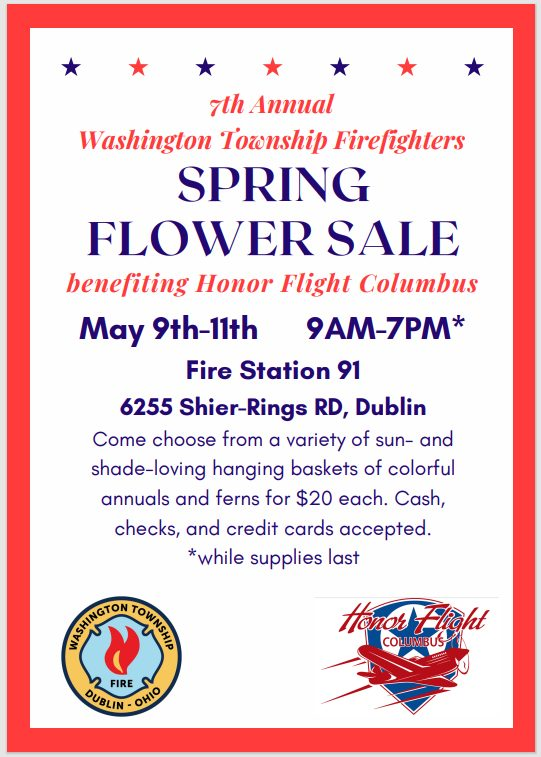 7th Annual
Washington Township Firefighters
SPRING
FLOWER SALE
benefiting Honor Flight Columbus
May 9th-11th 9AM-7PM*
Fire Station 91
6255 Shier-Rings RD, Dublin
Come choose from a variety of sun- and
shade-loving hanging baskets of colorful
annuals and ferns for $20 each. Cash,
checks, and credit cards accepted.
*while supplies last
WASHINGTON TOWNSHIP
FIRE
DUBLIN - OHIO
Honor Flight
COLUMBUS